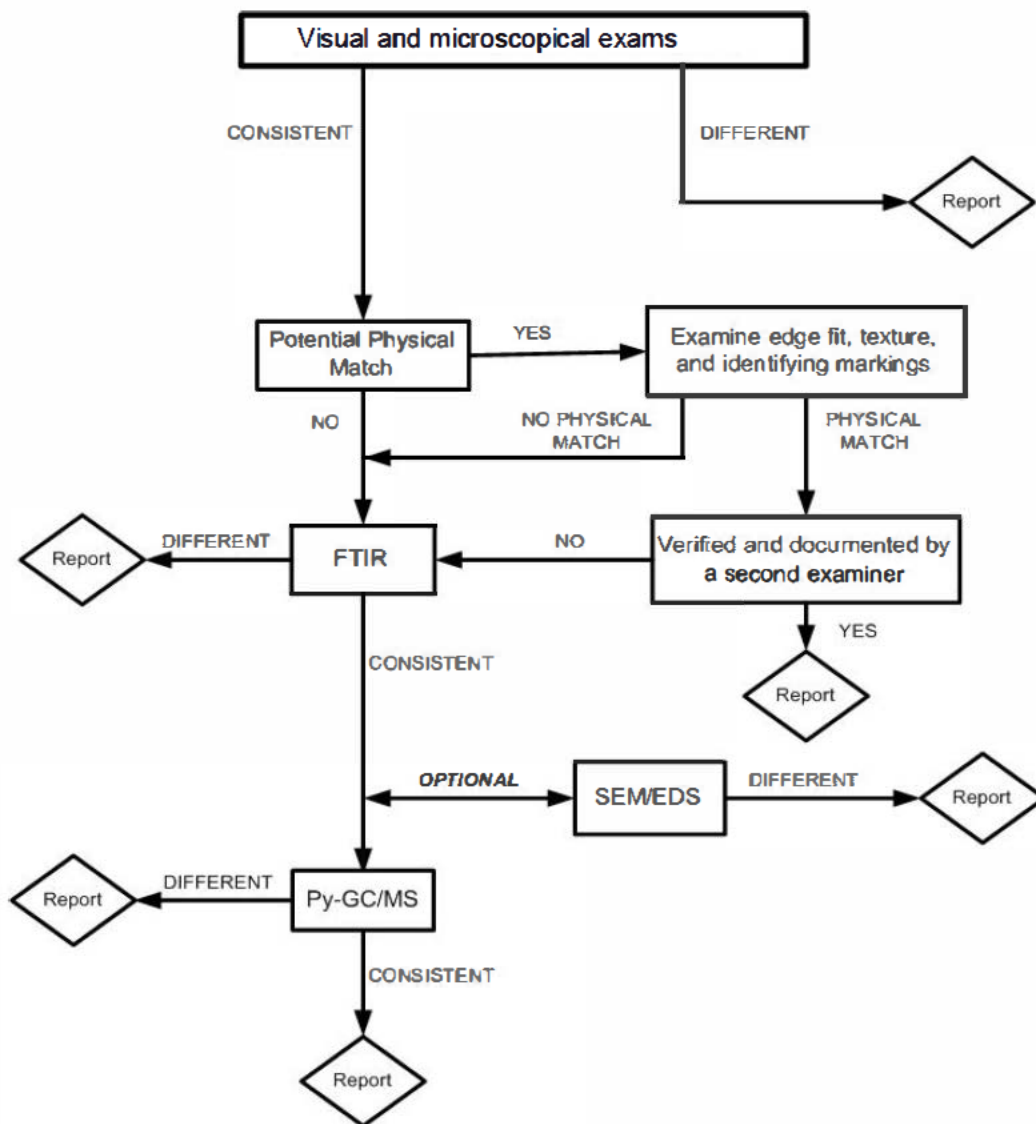 Visual and microscopical exams
CONSISTENT
DIFFERENT
Report
Potential Physical
Match
YES
Examine edge fit, texture,
and identifying markings
NO
NO PHYSICAL
MATCH
PHYSICAL
MATCH
Report
DIFFERENT
FTIR
NO
Verified and documented by
a second examiner
YES
Report
CONSISTENT
OPTIONAL
SEM/EDS
DIFFERENT
Report
Report
DIFFERENT
Py-GC/MS
CONSISTENT
Report